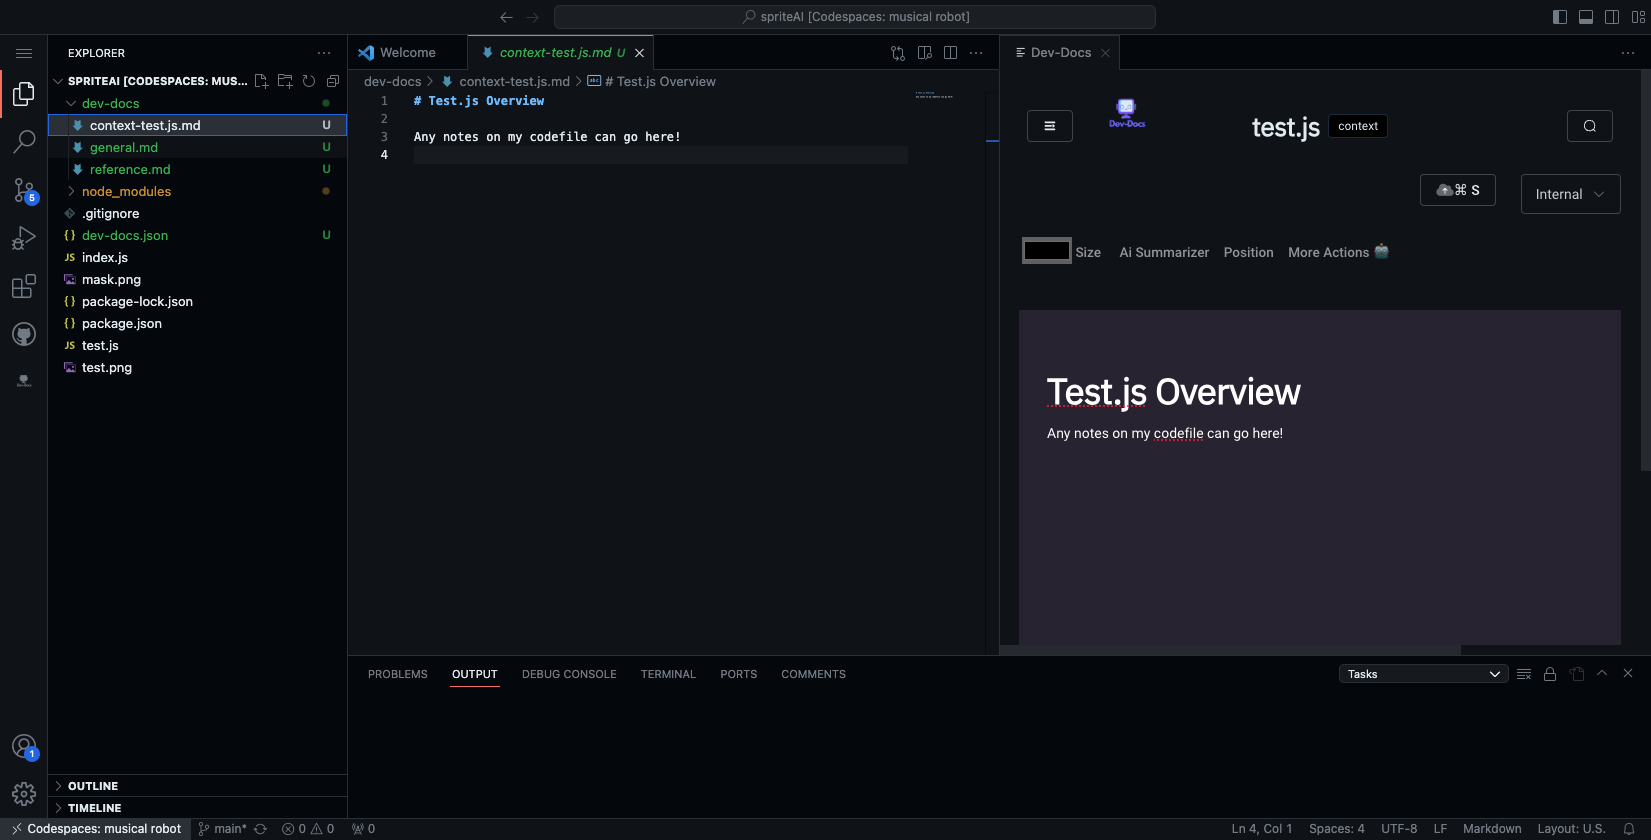 spriteAI [Codespaces: musical robot]
EXPLORER
SPRITEAI [CODESPACES: MUS...
dev-docs
context-test.js.md U
general.md U
reference.md U
node_modules
.gitignore
{} dev-docs.json U
JS index.js
mask.png
{} package-lock.json
{} package.json
JS test.js
test.png
OUTLINE
TIMELINE
5
1
Welcome
context-test.js.md U
dev-docs > context-test.js.md > abc # Test.js Overview
1 # Test.js Overview
2
3 Any notes on my codefile can go here!
4
Dev-Docs
Dev-Docs
test.js context
⌘ S
Internal
Size Ai Summarizer Position More Actions
Test.js Overview
Any notes on my codefile can go here!
PROBLEMS OUTPUT DEBUG CONSOLE TERMINAL PORTS COMMENTS
Tasks
Codespaces: musical robot main* 0 0 0
Ln 4, Col 1 Spaces: 4 UTF-8 LF Markdown Layout: U.S.